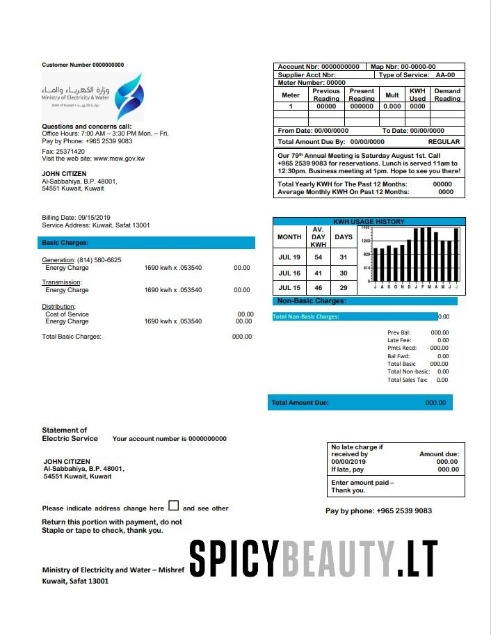 Customer Number 0000000000
وزارة الكهرباء والماء
Ministry of Electricity & Water
Questions and concerns call:
Office Hours: 7:00 AM – 3:30 PM Mon. – Fri.
Pay by Phone: +965 2539 9083
Fax: 25371420
Visit the web site: www.mew.gov.kw
JOHN CITIZEN
Al-Sabbahiya, B.P. 48001,
54551 Kuwait, Kuwait
Account Nbr: 0000000000 Map Nbr: 00-0000-00
Supplier Acct Nbr: Type of Service: AA-00
Meter Number: 00000
Meter Previous Reading Present Reading Mult KWH Used Demand Reading
1 00000 000000 0.000 0000
From Date: 00/00/0000 To Date: 00/00/0000
Total Amount Due By: 00/00/0000 REGULAR
Our 79th Annual Meeting is Saturday August 1st. Call
+965 2539 9083 for reservations. Lunch is served 11am to
12:30pm. Business meeting at 1pm. Hope to see you there!
Total Yearly KWH for The Past 12 Months: 00000
Average Monthly KWH On Past 12 Months: 0000
Billing Date: 09/15/2019
Service Address: Kuwait, Safat 13001
Basic Charges:
Generation: (814) 560-6625
Energy Charge 1690 kwh x .053540 00.00
Transmission:
Energy Charge 1690 kwh x .053540 00.00
Distribution:
Cost of Service 00.00
Energy Charge 1690 kwh x .053540 00.00
Total Basic Charges: 000.00
KWH USAGE HISTORY
MONTH AV. DAY KWH DAYS
JUL 19 54 31
JUL 16 41 30
JUL 15 46 29
J A S O N D J F M A M J
Non-Basic Charges:
Total Non-Basic Charges: 0.00
Prev Bal: 000.00
Late Fee: 0.00
Pmts Recd: -000.00
Bal Fwd: 0.00
Total Basic 000.00
Total Non-basic: 0.00
Total Sales Tax: 0.00
Total Amount Due: 000.00
Statement of
Electric Service Your account number is 0000000000
JOHN CITIZEN
Al-Sabbahiya, B.P. 48001,
54551 Kuwait, Kuwait
No late charge if
received by Amount due:
00/00/2019 000.00
If late, pay 000.00
Enter amount paid –
Thank you.
Please indicate address change here and see other
Pay by phone: +965 2539 9083
Return this portion with payment, do not
Staple or tape to check, thank you.
SPICYBEAUTY.LT
Ministry of Electricity and Water – Mishref
Kuwait, Safat 13001